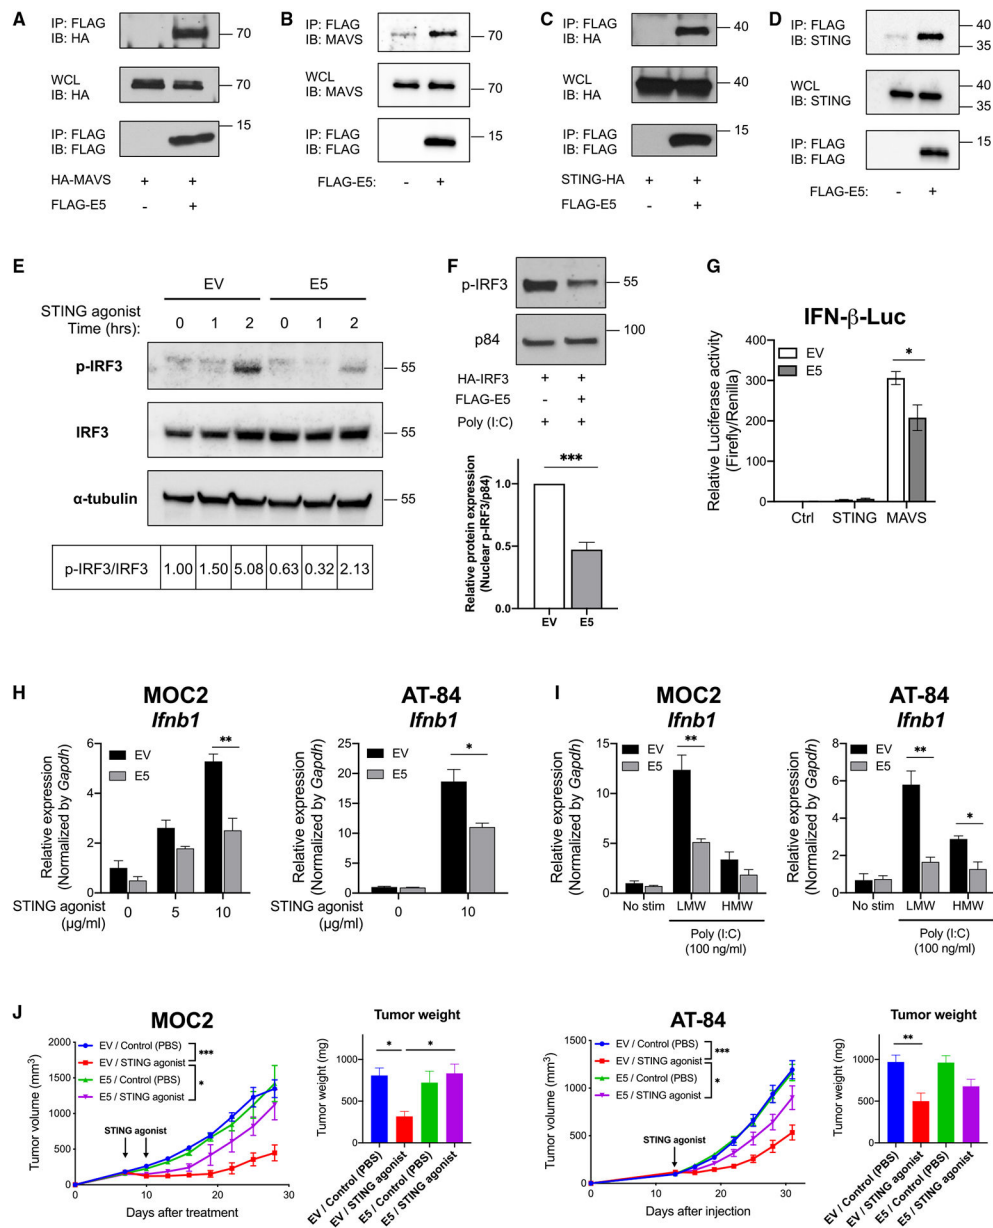 A
IP: FLAG
IB: HA
70
WCL
IB: HA
70
IP: FLAG
IB: FLAG
15
HA-MAVS + +
FLAG-E5 - +
B
IP: FLAG
IB: MAVS
70
WCL
IB: MAVS
70
IP: FLAG
IB: FLAG
15
FLAG-E5: - +
C
IP: FLAG
IB: HA
40
WCL
IB: HA
40
IP: FLAG
IB: FLAG
15
STING-HA + +
FLAG-E5 - +
D
IP: FLAG
IB: STING
40
35
WCL
IB: STING
40
35
IP: FLAG
IB: FLAG
15
FLAG-E5: - +
E
EV E5
STING agonist
Time (hrs): 0 1 2 0 1 2
p-IRF3 55
IRF3 55
α-tubulin 55
p-IRF3/IRF3 1.00 1.50 5.08 0.63 0.32 2.13
F
p-IRF3 55
p84 100
HA-IRF3 + +
FLAG-E5 - +
Poly (I:C) + +
***
Relative protein expression
(Nuclear p-IRF3/p84)
1.0
0.5
0.0
EV E5
G
IFN-β-Luc
Relative Luciferase activity
(Firefly/Renilla)
400
300
200
100
0
EV
E5
*
Ctrl STING MAVS
H
MOC2
Ifnb1
Relative expression
(Normalized by Gapdh)
6
4
2
0
EV
E5
**
STING agonist
(µg/ml)
0 5 10
AT-84
Ifnb1
Relative expression
(Normalized by Gapdh)
25
20
15
10
5
0
EV
E5
*
STING agonist
(µg/ml)
0 10
I
MOC2
Ifnb1
Relative expression
(Normalized by Gapdh)
15
10
5
0
EV
E5
**
No stim LMW HMW
Poly (I:C)
(100 ng/ml)
AT-84
Ifnb1
Relative expression
(Normalized by Gapdh)
8
6
4
2
0
EV
E5
**
*
No stim LMW HMW
Poly (I:C)
(100 ng/ml)
J
MOC2
Tumor volume (mm³)
2000
1500
1000
500
0
EV / Control (PBS)
EV / STING agonist
E5 / Control (PBS)
E5 / STING agonist
***
*
STING agonist
0 10 20 30
Days after treatment
Tumor weight
Tumor weight (mg)
1000
500
0
* *
EV / Control (PBS)
EV / STING agonist
E5 / Control (PBS)
E5 / STING agonist
AT-84
Tumor volume (mm³)
1500
1000
500
0
EV / Control (PBS)
EV / STING agonist
E5 / Control (PBS)
E5 / STING agonist
***
*
STING agonist
0 10 20 30
Days after injection
Tumor weight
Tumor weight (mg)
1000
500
0
**
EV / Control (PBS)
EV / STING agonist
E5 / Control (PBS)
E5 / STING agonist